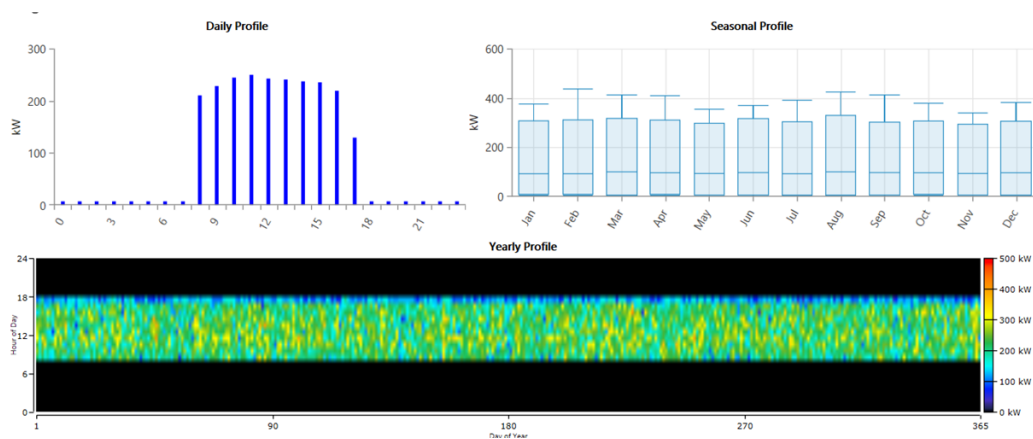 Daily Profile
300
200
100
0
kW
0 3 6 9 12 15 18 21
Seasonal Profile
600
400
200
0
kW
Jan Feb Mar Apr May Jun Jul Aug Sep Oct Nov Dec
Yearly Profile
24
18
12
6
0
Hour of Day
1 90 180 270 365
Day of Year
500 kW
400 kW
300 kW
200 kW
100 kW
0 kW